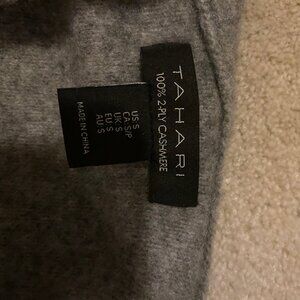 TAHARI
100% 2-PLY CASHMERE
US S
CA S/P
UK S
EU S
AU S
MADE IN CHINA